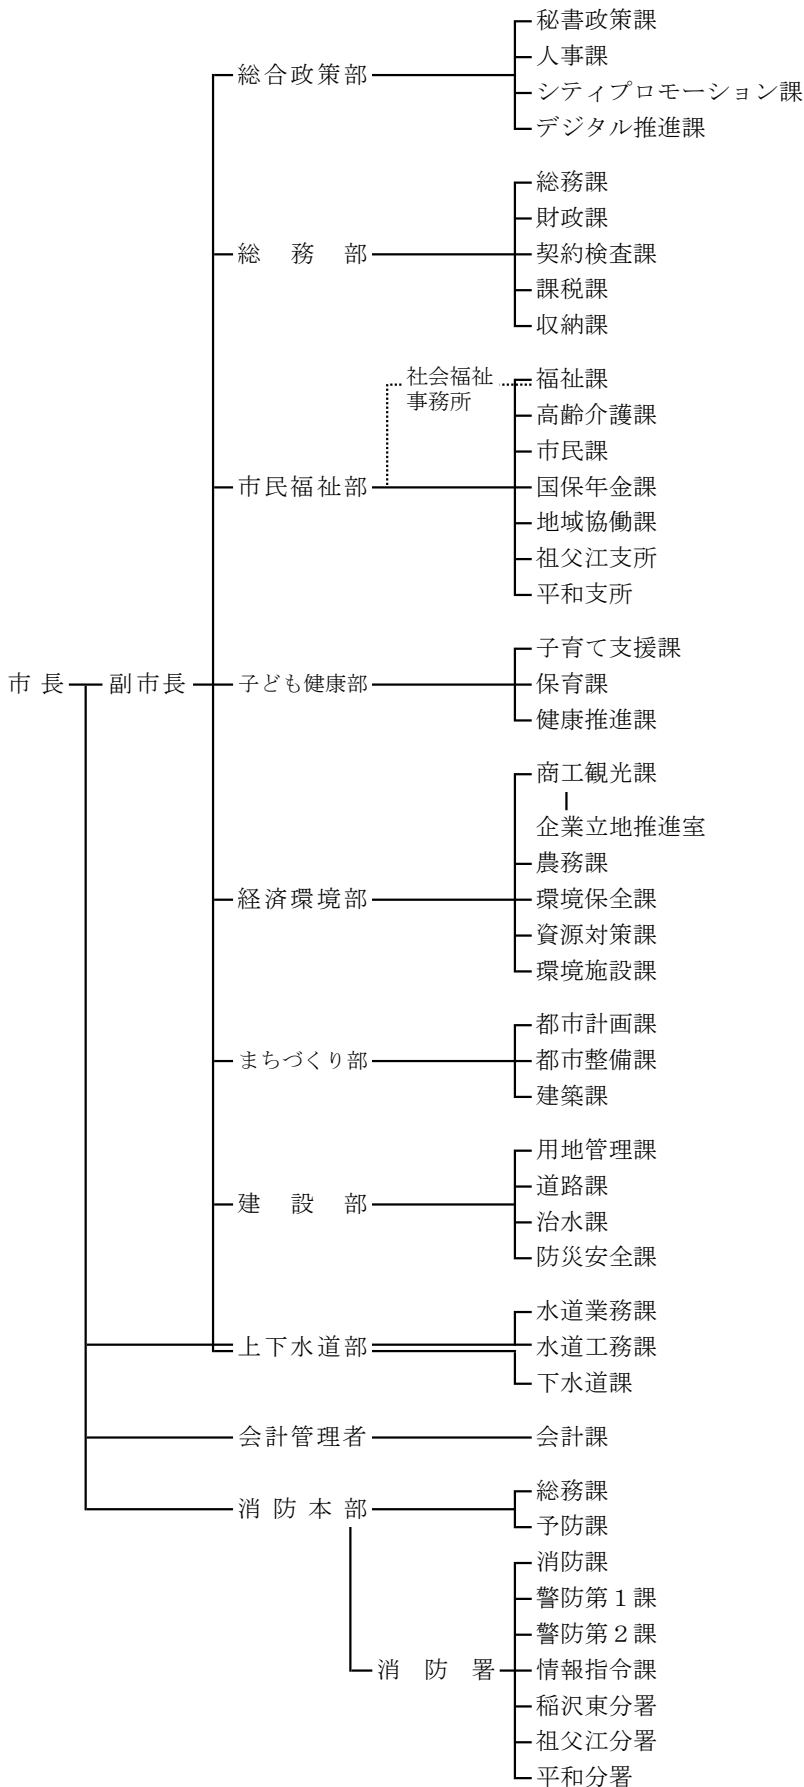 秘書政策課
人事課
総合政策部
シティプロモーション課
デジタル推進課
総務課
財政課
総務部
契約検査課
課税課
収納課
社会福祉
事務所
福祉課
高齢介護課
市民課
市民福祉部
国保年金課
地域協働課
祖父江支所
平和支所
市長
副市長
子ども健康部
子育て支援課
保育課
健康推進課
商工観光課
企業立地推進室
農務課
経済環境部
環境保全課
資源対策課
環境施設課
都市計画課
まちづくり部
都市整備課
建築課
用地管理課
道路課
建設部
治水課
防災安全課
水道業務課
上下水道部
水道工務課
下水道課
会計管理者
会計課
消防本部
総務課
予防課
消防課
警防第1課
警防第2課
消防署
情報指令課
稲沢東分署
祖父江分署
平和分署